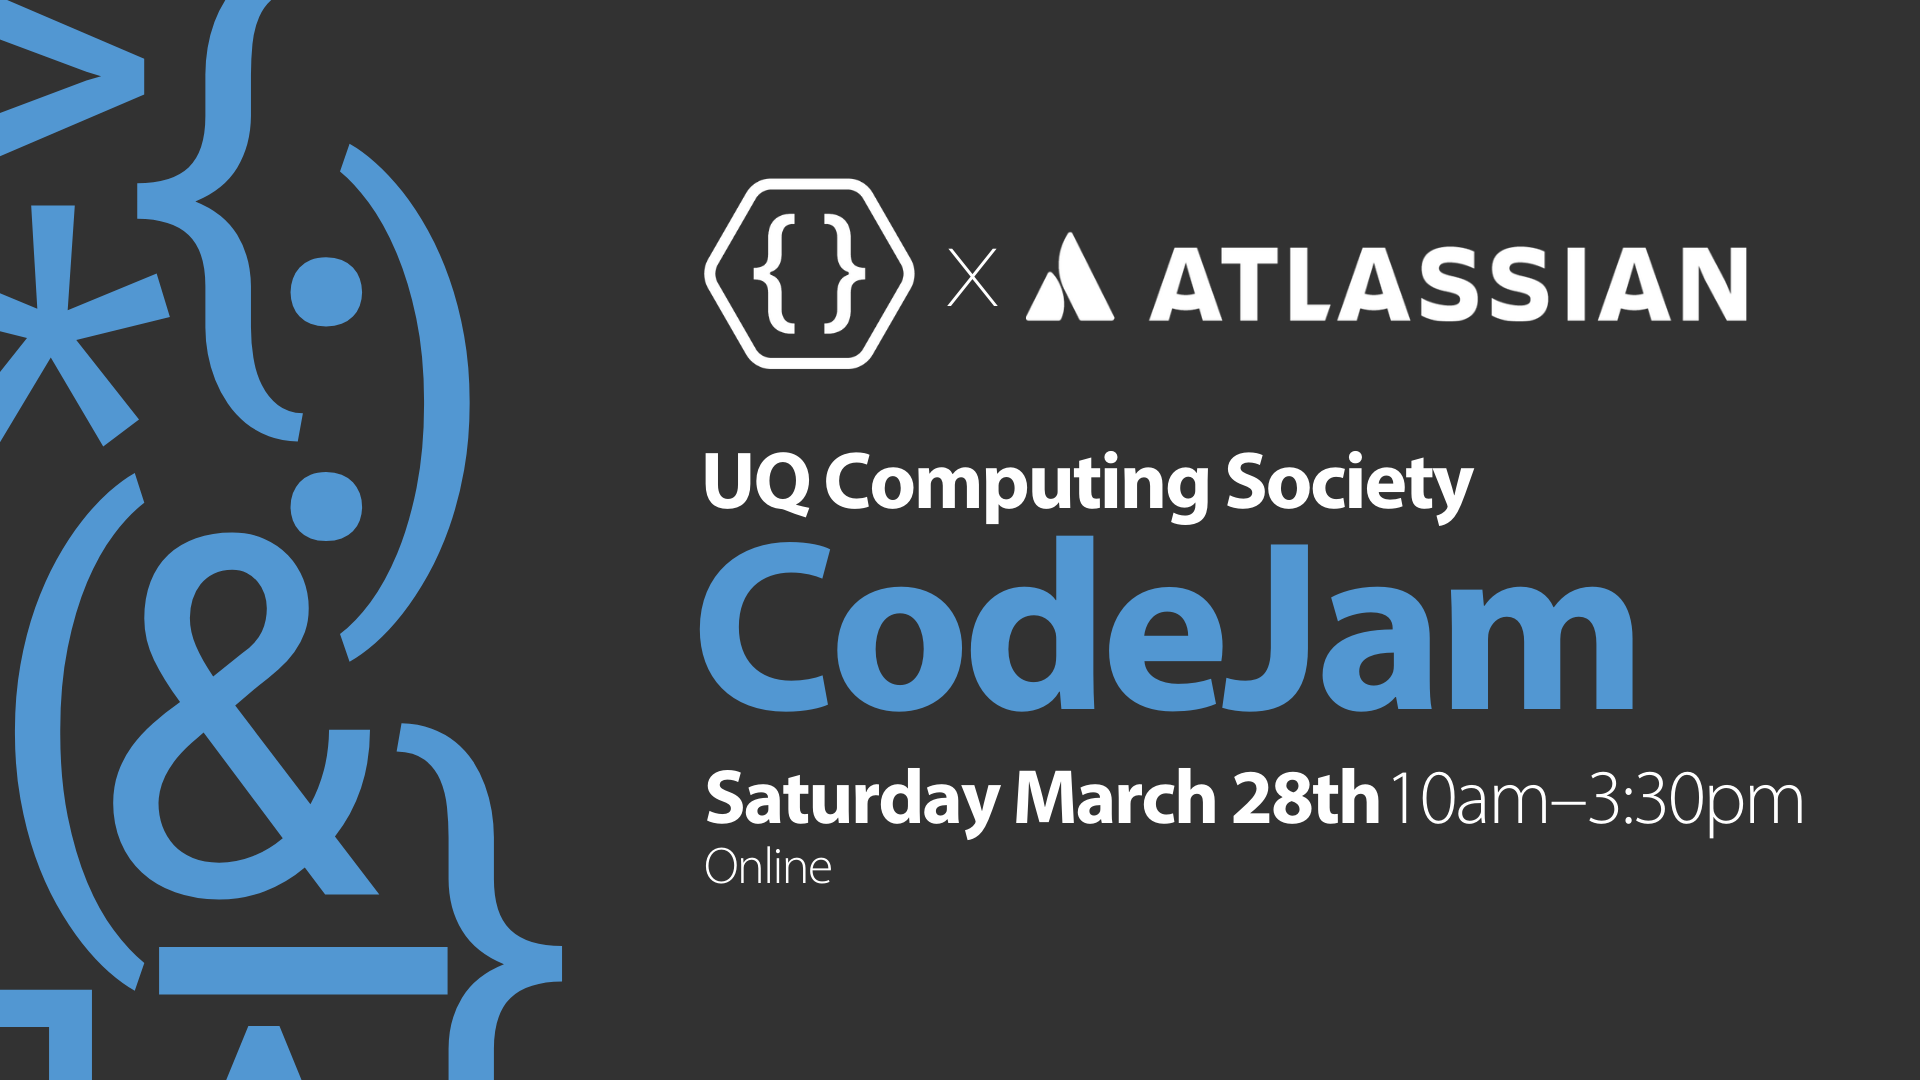 {} X ATLASSIAN
UQ Computing Society
CodeJam
Saturday March 28th 10am–3:30pm
Online